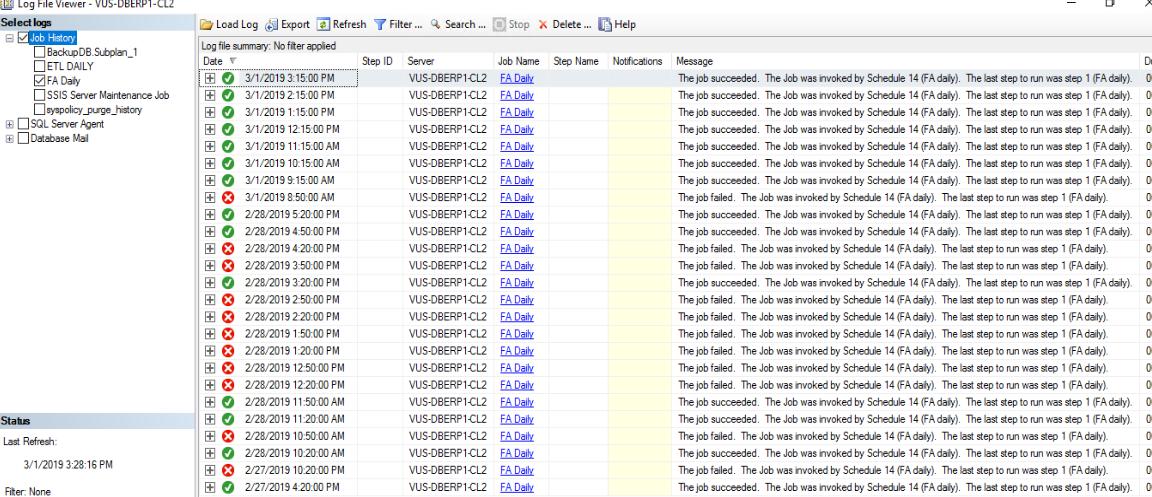 Log File Viewer - VUS-DBERP1-CL2
Select logs
Job History
BackupDB.Subplan_1
ETL DAILY
FA Daily
SSIS Server Maintenance Job
syspolicy_purge_history
SQL Server Agent
Database Mail
Status
Last Refresh:
3/1/2019 3:28:16 PM
Filter: None
Load Log Export Refresh Filter ... Search ... Stop Delete ... Help
Log file summary: No filter applied
Date Step ID Server Job Name Step Name Notifications Message
3/1/2019 3:15:00 PM VUS-DBERP1-CL2 FA Daily The job succeeded. The Job was invoked by Schedule 14 (FA daily). The last step to run was step 1 (FA daily).
3/1/2019 2:15:00 PM VUS-DBERP1-CL2 FA Daily The job succeeded. The Job was invoked by Schedule 14 (FA daily). The last step to run was step 1 (FA daily).
3/1/2019 1:15:00 PM VUS-DBERP1-CL2 FA Daily The job succeeded. The Job was invoked by Schedule 14 (FA daily). The last step to run was step 1 (FA daily).
3/1/2019 12:15:00 PM VUS-DBERP1-CL2 FA Daily The job succeeded. The Job was invoked by Schedule 14 (FA daily). The last step to run was step 1 (FA daily).
3/1/2019 11:15:00 AM VUS-DBERP1-CL2 FA Daily The job succeeded. The Job was invoked by Schedule 14 (FA daily). The last step to run was step 1 (FA daily).
3/1/2019 10:15:00 AM VUS-DBERP1-CL2 FA Daily The job succeeded. The Job was invoked by Schedule 14 (FA daily). The last step to run was step 1 (FA daily).
3/1/2019 9:15:00 AM VUS-DBERP1-CL2 FA Daily The job succeeded. The Job was invoked by Schedule 14 (FA daily). The last step to run was step 1 (FA daily).
3/1/2019 8:50:00 AM VUS-DBERP1-CL2 FA Daily The job failed. The Job was invoked by Schedule 14 (FA daily). The last step to run was step 1 (FA daily).
2/28/2019 5:20:00 PM VUS-DBERP1-CL2 FA Daily The job succeeded. The Job was invoked by Schedule 14 (FA daily). The last step to run was step 1 (FA daily).
2/28/2019 4:50:00 PM VUS-DBERP1-CL2 FA Daily The job succeeded. The Job was invoked by Schedule 14 (FA daily). The last step to run was step 1 (FA daily).
2/28/2019 4:20:00 PM VUS-DBERP1-CL2 FA Daily The job failed. The Job was invoked by Schedule 14 (FA daily). The last step to run was step 1 (FA daily).
2/28/2019 3:50:00 PM VUS-DBERP1-CL2 FA Daily The job failed. The Job was invoked by Schedule 14 (FA daily). The last step to run was step 1 (FA daily).
2/28/2019 3:20:00 PM VUS-DBERP1-CL2 FA Daily The job succeeded. The Job was invoked by Schedule 14 (FA daily). The last step to run was step 1 (FA daily).
2/28/2019 2:50:00 PM VUS-DBERP1-CL2 FA Daily The job failed. The Job was invoked by Schedule 14 (FA daily). The last step to run was step 1 (FA daily).
2/28/2019 2:20:00 PM VUS-DBERP1-CL2 FA Daily The job failed. The Job was invoked by Schedule 14 (FA daily). The last step to run was step 1 (FA daily).
2/28/2019 1:50:00 PM VUS-DBERP1-CL2 FA Daily The job failed. The Job was invoked by Schedule 14 (FA daily). The last step to run was step 1 (FA daily).
2/28/2019 1:20:00 PM VUS-DBERP1-CL2 FA Daily The job failed. The Job was invoked by Schedule 14 (FA daily). The last step to run was step 1 (FA daily).
2/28/2019 12:50:00 PM VUS-DBERP1-CL2 FA Daily The job failed. The Job was invoked by Schedule 14 (FA daily). The last step to run was step 1 (FA daily).
2/28/2019 12:20:00 PM VUS-DBERP1-CL2 FA Daily The job failed. The Job was invoked by Schedule 14 (FA daily). The last step to run was step 1 (FA daily).
2/28/2019 11:50:00 AM VUS-DBERP1-CL2 FA Daily The job succeeded. The Job was invoked by Schedule 14 (FA daily). The last step to run was step 1 (FA daily).
2/28/2019 11:20:00 AM VUS-DBERP1-CL2 FA Daily The job succeeded. The Job was invoked by Schedule 14 (FA daily). The last step to run was step 1 (FA daily).
2/28/2019 10:50:00 AM VUS-DBERP1-CL2 FA Daily The job failed. The Job was invoked by Schedule 14 (FA daily). The last step to run was step 1 (FA daily).
2/28/2019 10:20:00 AM VUS-DBERP1-CL2 FA Daily The job succeeded. The Job was invoked by Schedule 14 (FA daily). The last step to run was step 1 (FA daily).
2/27/2019 10:20:00 PM VUS-DBERP1-CL2 FA Daily The job failed. The Job was invoked by Schedule 14 (FA daily). The last step to run was step 1 (FA daily).
2/27/2019 4:20:00 PM VUS-DBERP1-CL2 FA Daily The job succeeded. The Job was invoked by Schedule 14 (FA daily). The last step to run was step 1 (FA daily).